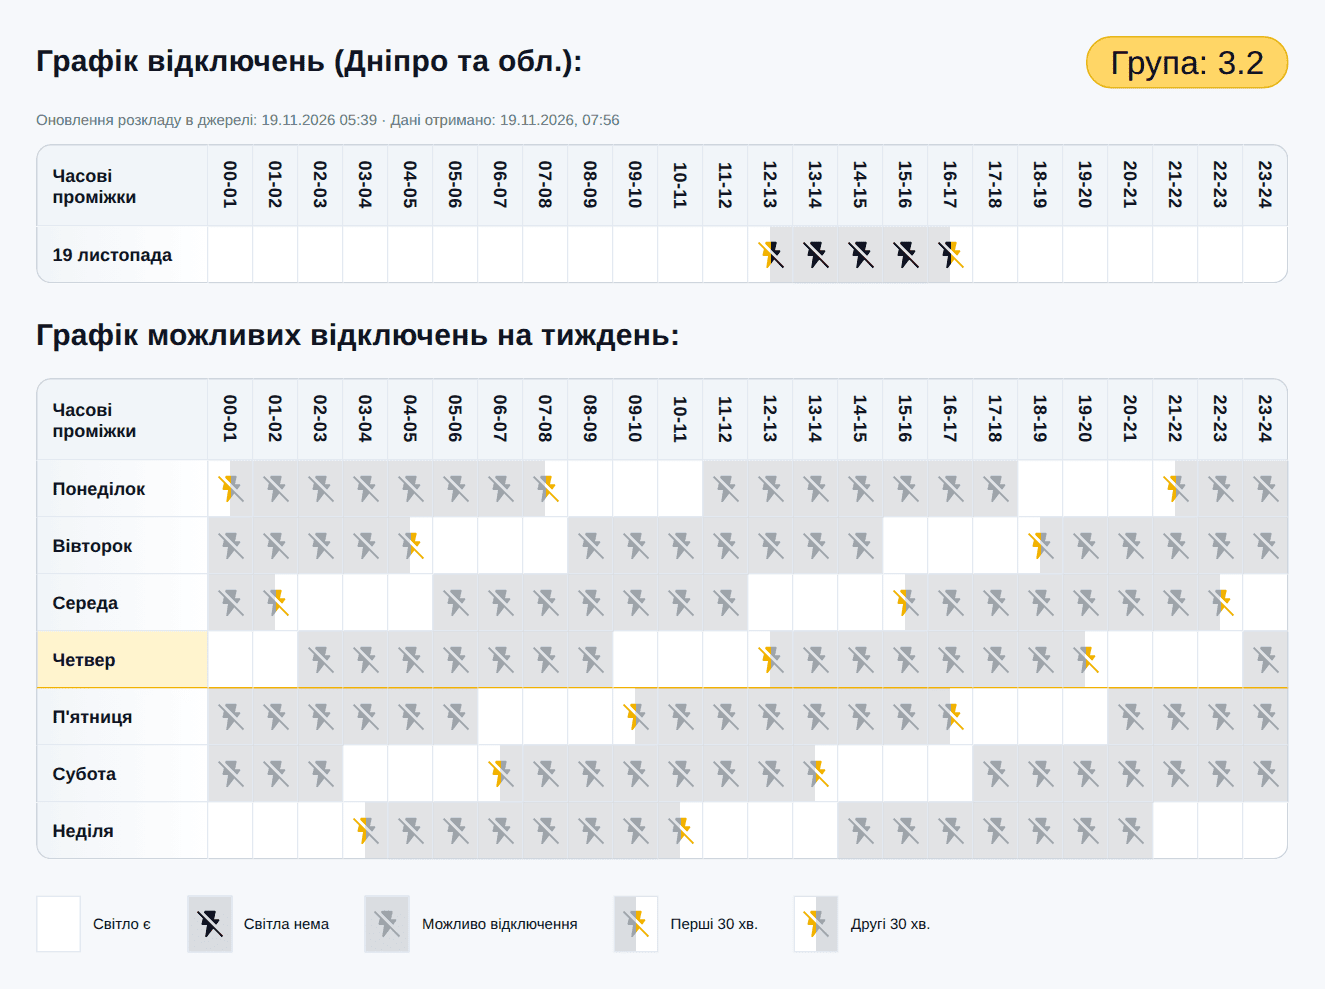 Графік відключень (Дніпро та обл.):
Група: 3.2
Оновлення розкладу в джерелі: 19.11.2026 05:39 · Дані отримано: 19.11.2026, 07:56
Часові проміжки 00-01 01-02 02-03 03-04 04-05 05-06 06-07 07-08 08-09 09-10 10-11 11-12 12-13 13-14 14-15 15-16 16-17 17-18 18-19 19-20 20-21 21-22 22-23 23-24
19 листопада
Графік можливих відключень на тиждень:
Часові проміжки 00-01 01-02 02-03 03-04 04-05 05-06 06-07 07-08 08-09 09-10 10-11 11-12 12-13 13-14 14-15 15-16 16-17 17-18 18-19 19-20 20-21 21-22 22-23 23-24
Понеділок
Вівторок
Середа
Четвер
П'ятниця
Субота
Неділя
Світло є Світла нема Можливо відключення Перші 30 хв. Другі 30 хв.